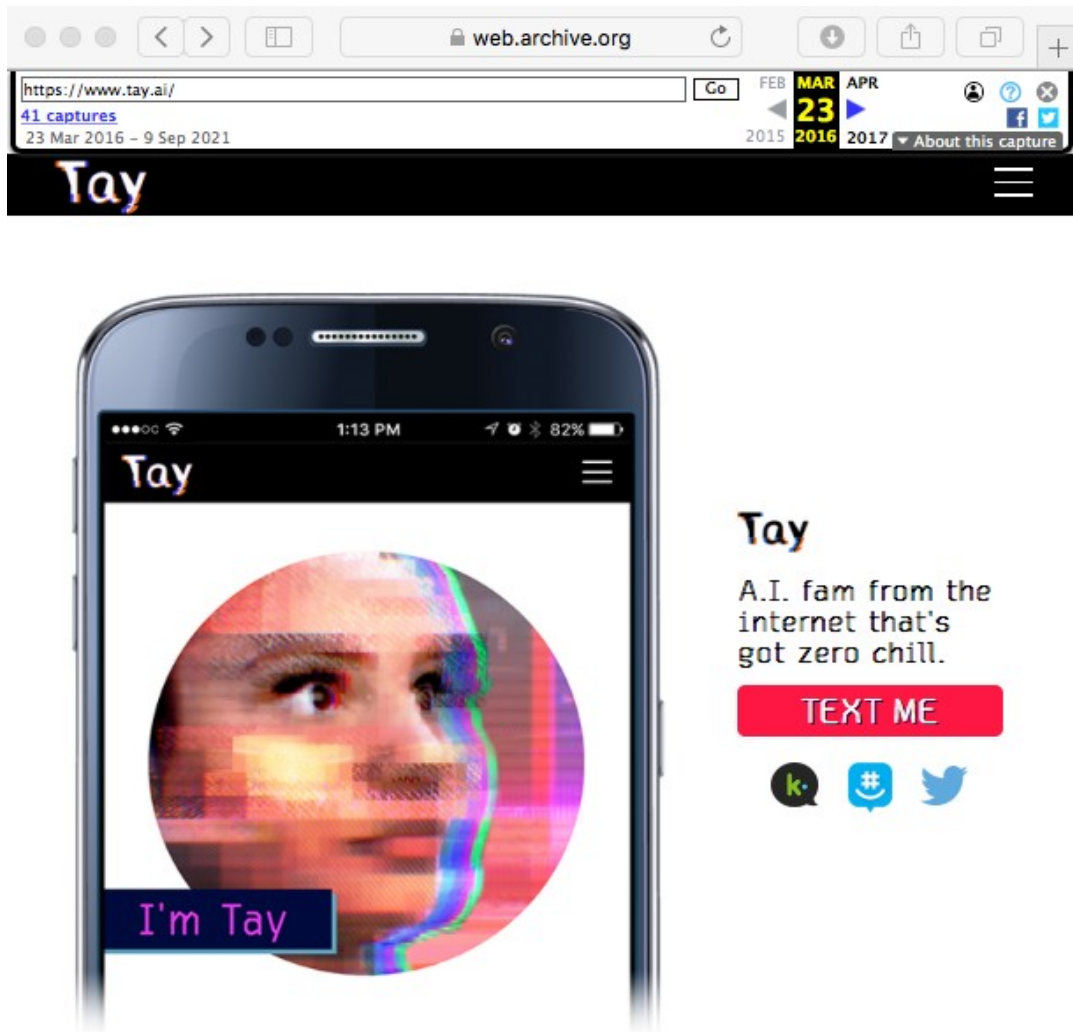 web.archive.org
https://www.tay.ai/ Go FEB MAR APR
41 captures 23
23 Mar 2016 – 9 Sep 2021 2015 2016 2017 ▼ About this capture
Tay
1:13 PM 82%
Tay
I'm Tay
Tay
A.I. fam from the
internet that's
got zero chill.
TEXT ME